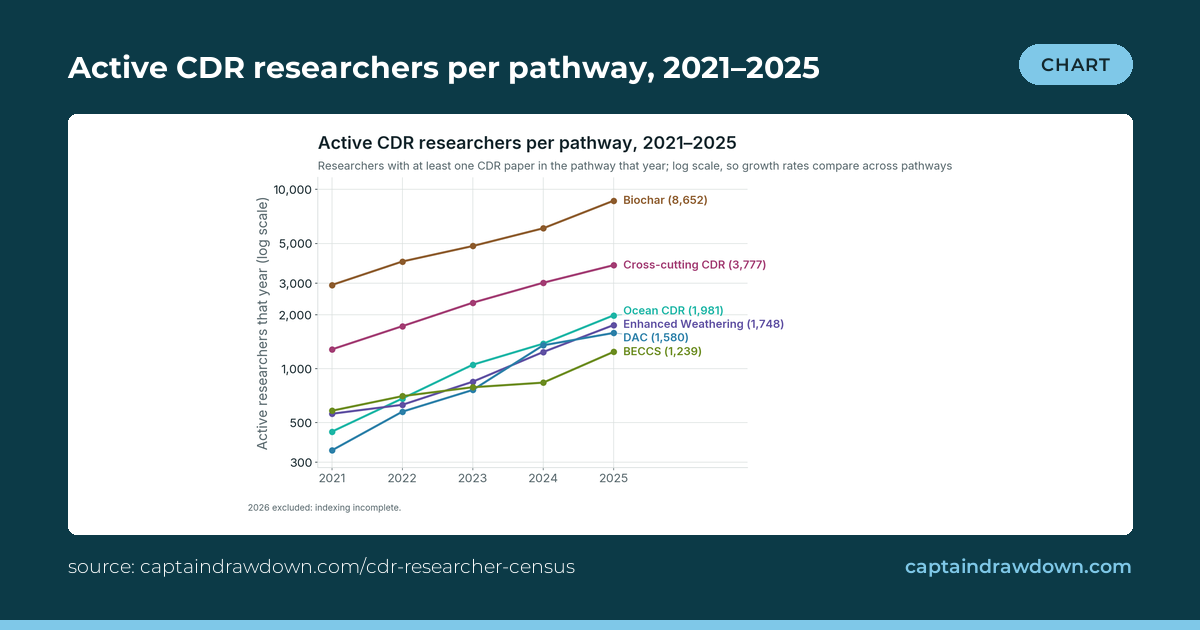 Active CDR researchers per pathway, 2021–2025
CHART
Active CDR researchers per pathway, 2021–2025
Researchers with at least one CDR paper in the pathway that year; log scale, so growth rates compare across pathways
Active researchers that year (log scale)
10,000
5,000
3,000
2,000
1,000
500
300
2021 2022 2023 2024 2025
Biochar (8,652)
Cross-cutting CDR (3,777)
Ocean CDR (1,981)
Enhanced Weathering (1,748)
DAC (1,580)
BECCS (1,239)
2026 excluded: indexing incomplete.
source: captaindrawdown.com/cdr-researcher-census
captaindrawdown.com